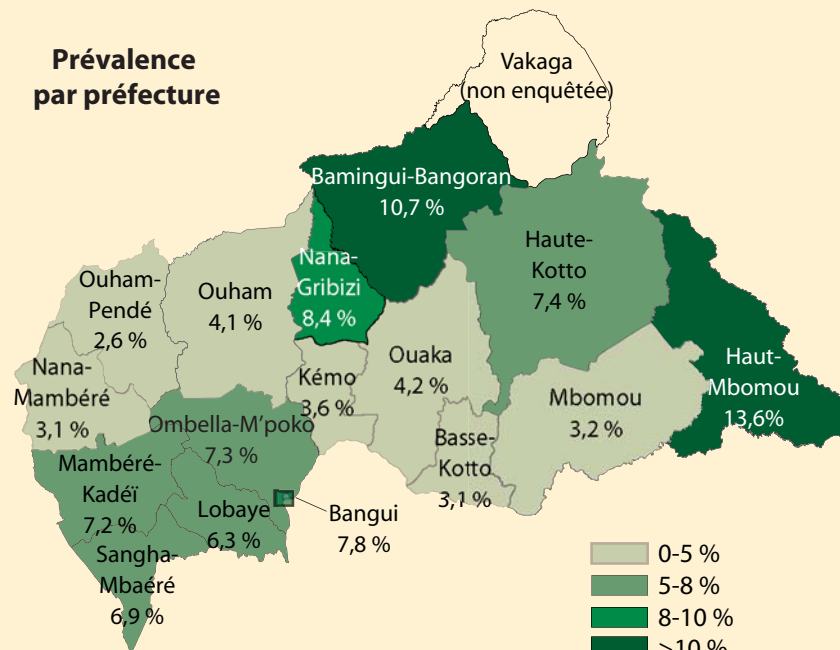 Prévalence
par préfecture
Vakaga
(non enquêtée)
Bamingui-Bangoran
10,7 %
Haute-
Kotto
7,4 %
Nana-
Gribizi
8,4 %
Ouham-
Pendé
2,6 %
Ouham
4,1 %
Ouaka
4,2 %
Haut-
Mbomou
13,6%
Nana-
Mambéré
3,1 %
Kémo
3,6 %
Mbomou
3,2 %
Ombella-M'poko
7,3 %
Basse-
Kotto
3,1 %
Mambéré-
Kadéï
7,2 %
Lobaye
6,3 %
Bangui
7,8 %
Sangha-
Mbaéré
6,9 %
0-5 %
5-8 %
8-10 %
>10 %